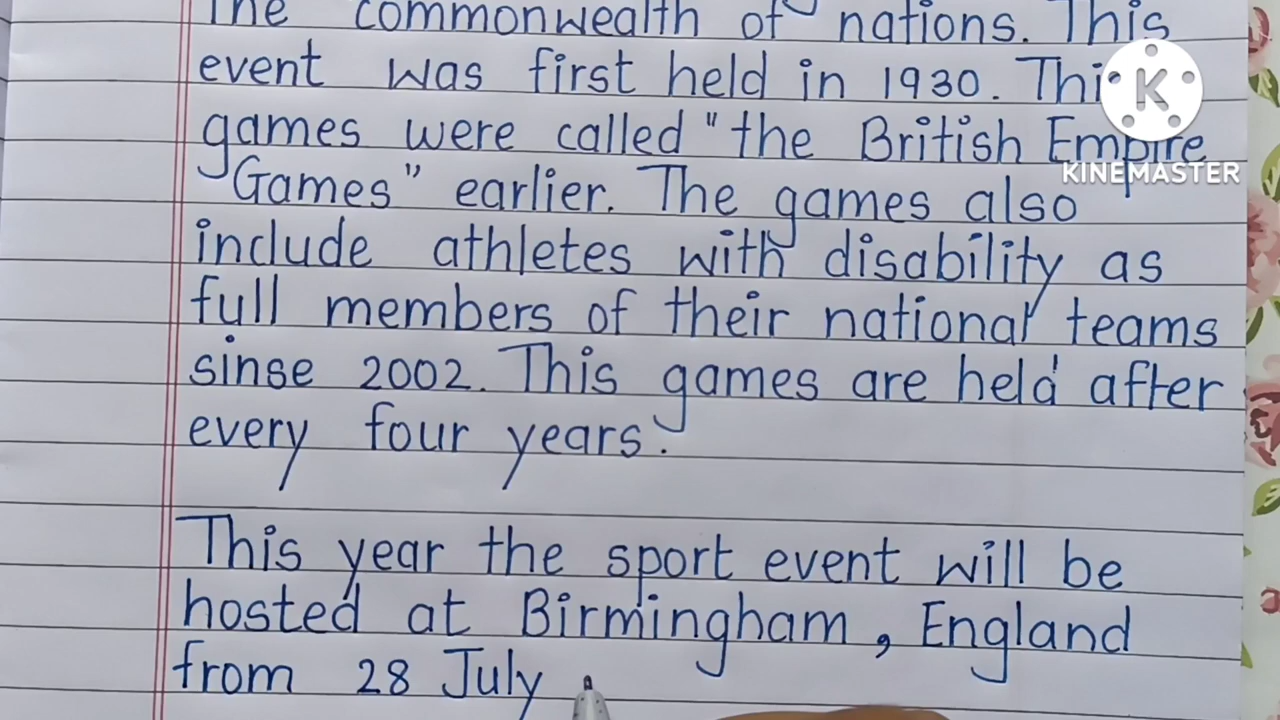 The commonwealth of nations. This
event was first held in 1930. This
games were called "the British Empire
Games" earlier. The games also
include athletes with disability as
full members of their national teams
sinse 2002. This games are held after
every four years.
This year the sport event will be
hosted at Birmingham, England
from 28 July
K
KINEMASTER